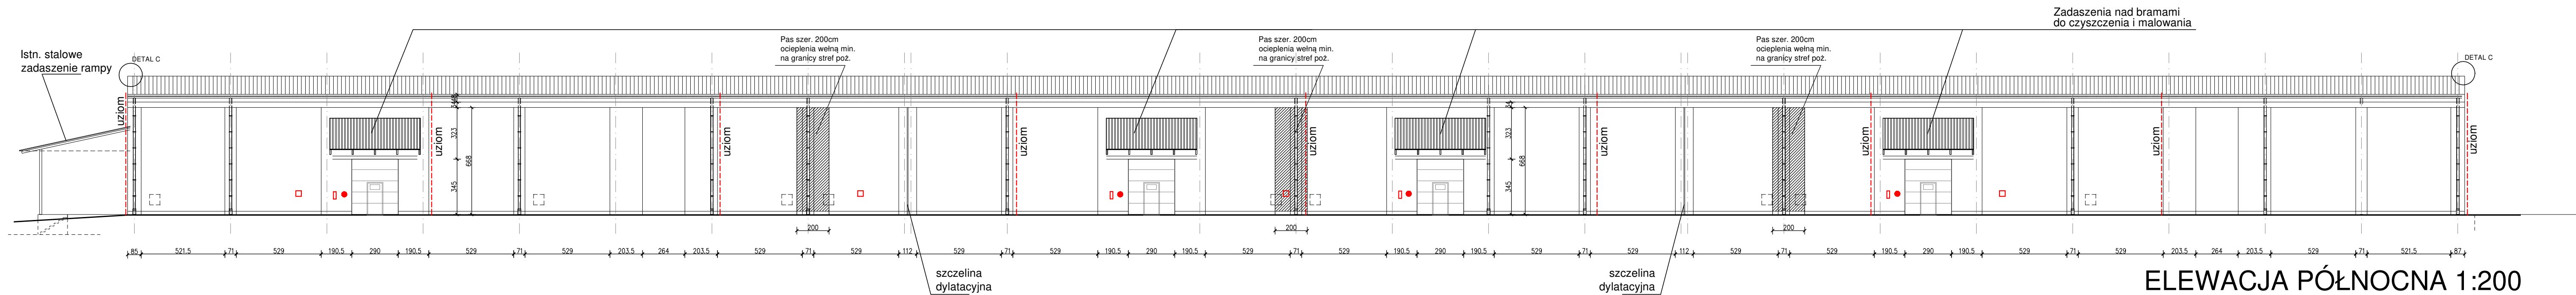 Zadaszenia nad bramami
do czyszczenia i malowania
Istn. stalowe
zadaszenie rampy
DETAL C
Pas szer. 200cm
ocieplenia wełną min.
na granicy stref poż.
Pas szer. 200cm
ocieplenia wełną min.
na granicy stref poż.
Pas szer. 200cm
ocieplenia wełną min.
na granicy stref poż.
DETAL C
uziom
uziom
uziom
uziom
uziom
uziom
uziom
uziom
uziom
323
345
668
323
345
668
200
200
200
85 521.5 71 529 190.5 290 190.5 529 71 529 203.5 264 203.5 529 71 529 112 529 71 529 190.5 290 190.5 529 71 529 190.5 290 190.5 529 71 529 112 529 71 529 190.5 290 190.5 529 71 529 203.5 264 203.5 529 71 521.5 87
szczelina
dylatacyjna
szczelina
dylatacyjna
ELEWACJA PÓŁNOCNA 1:200